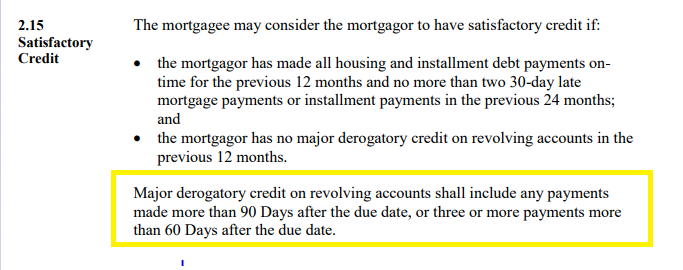 2.15
Satisfactory
Credit
The mortgagee may consider the mortgagor to have satisfactory credit if:
• the mortgagor has made all housing and installment debt payments on-
time for the previous 12 months and no more than two 30-day late
mortgage payments or installment payments in the previous 24 months;
and
• the mortgagor has no major derogatory credit on revolving accounts in the
previous 12 months.
Major derogatory credit on revolving accounts shall include any payments
made more than 90 Days after the due date, or three or more payments more
than 60 Days after the due date.